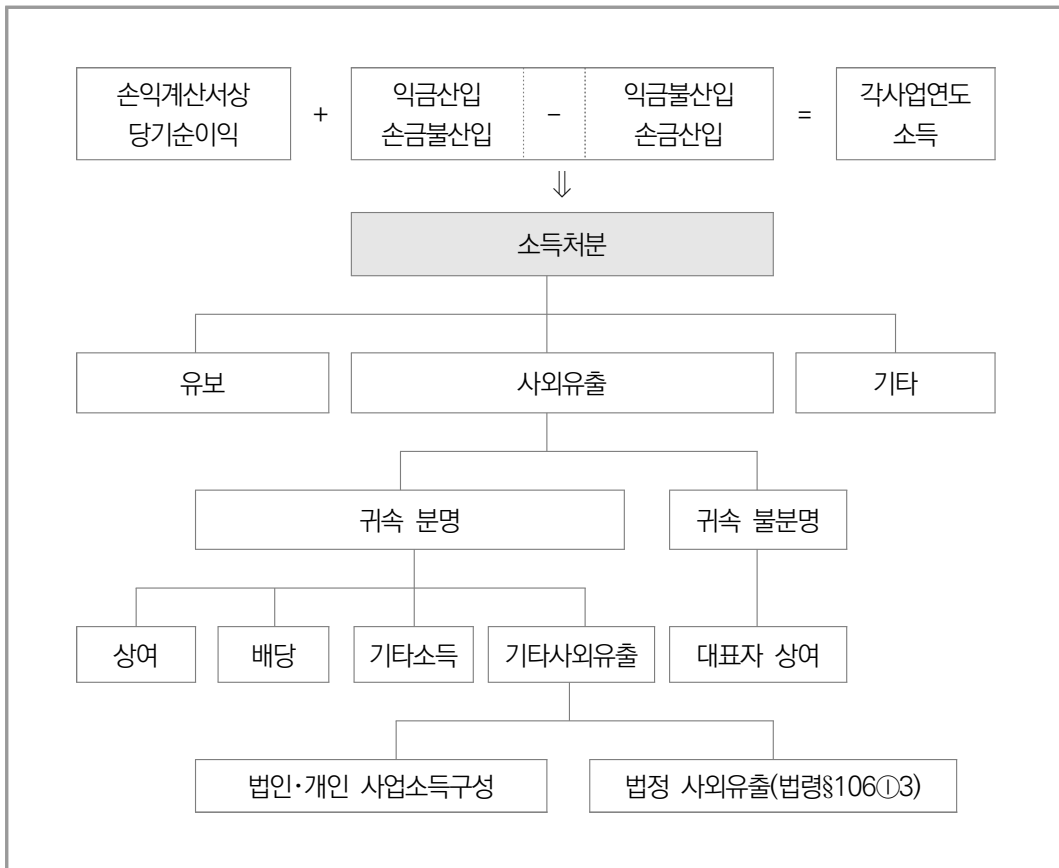 손익계산서상
당기순이익
+
익금산입
손금불산입
-
익금불산입
손금산입
=
각사업연도
소득
⇓
소득처분
유보
사외유출
기타
귀속 분명
귀속 불분명
상여
배당
기타소득
기타사외유출
대표자 상여
법인·개인 사업소득구성
법정 사외유출(법령§106①3)